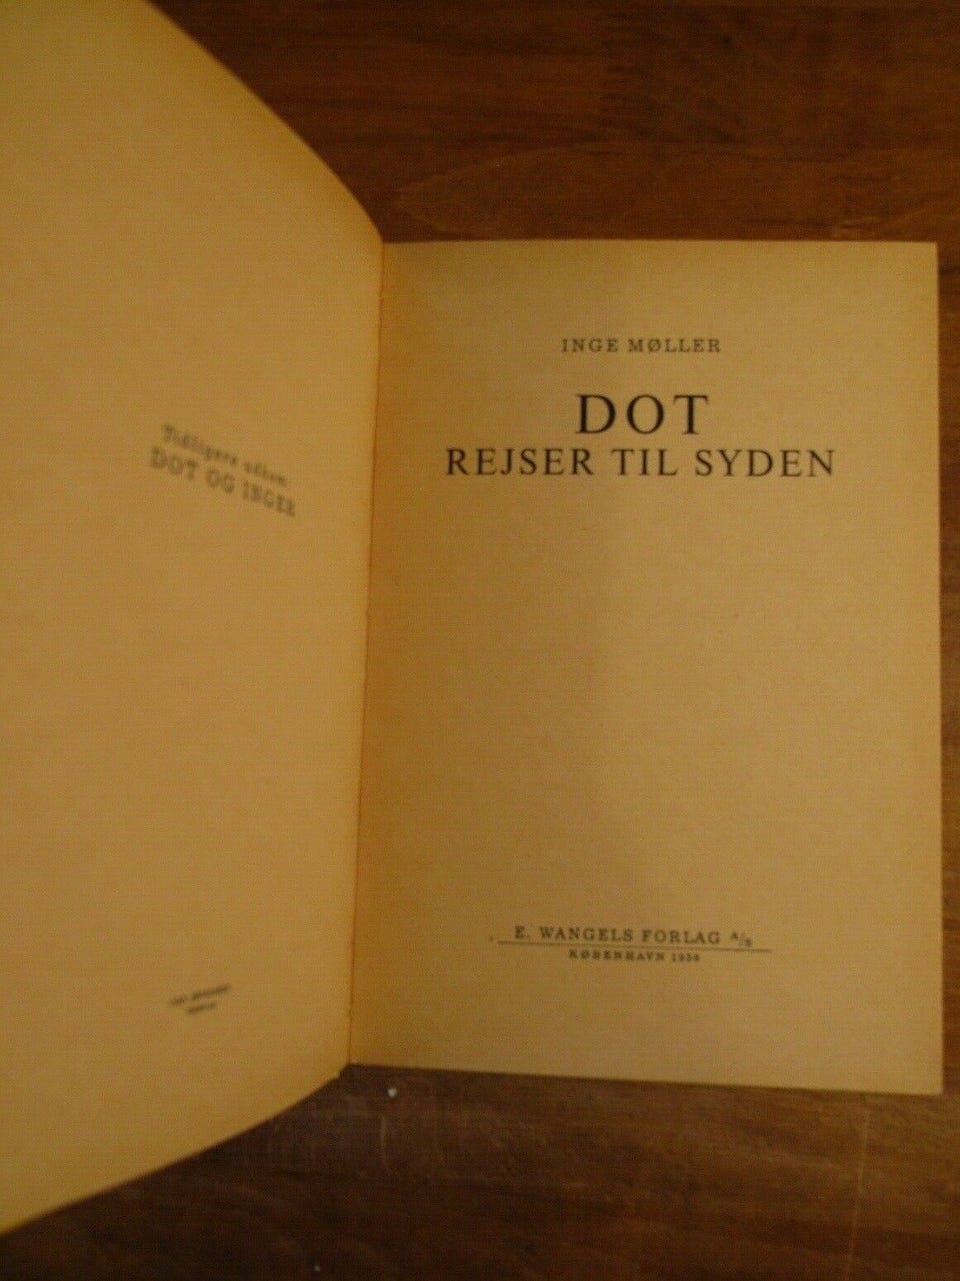 Tidligere udkom:
DOT OG INGER
INGE MØLLER
DOT
REJSER TIL SYDEN
E. WANGELS FORLAG A/S
KØBENHAVN